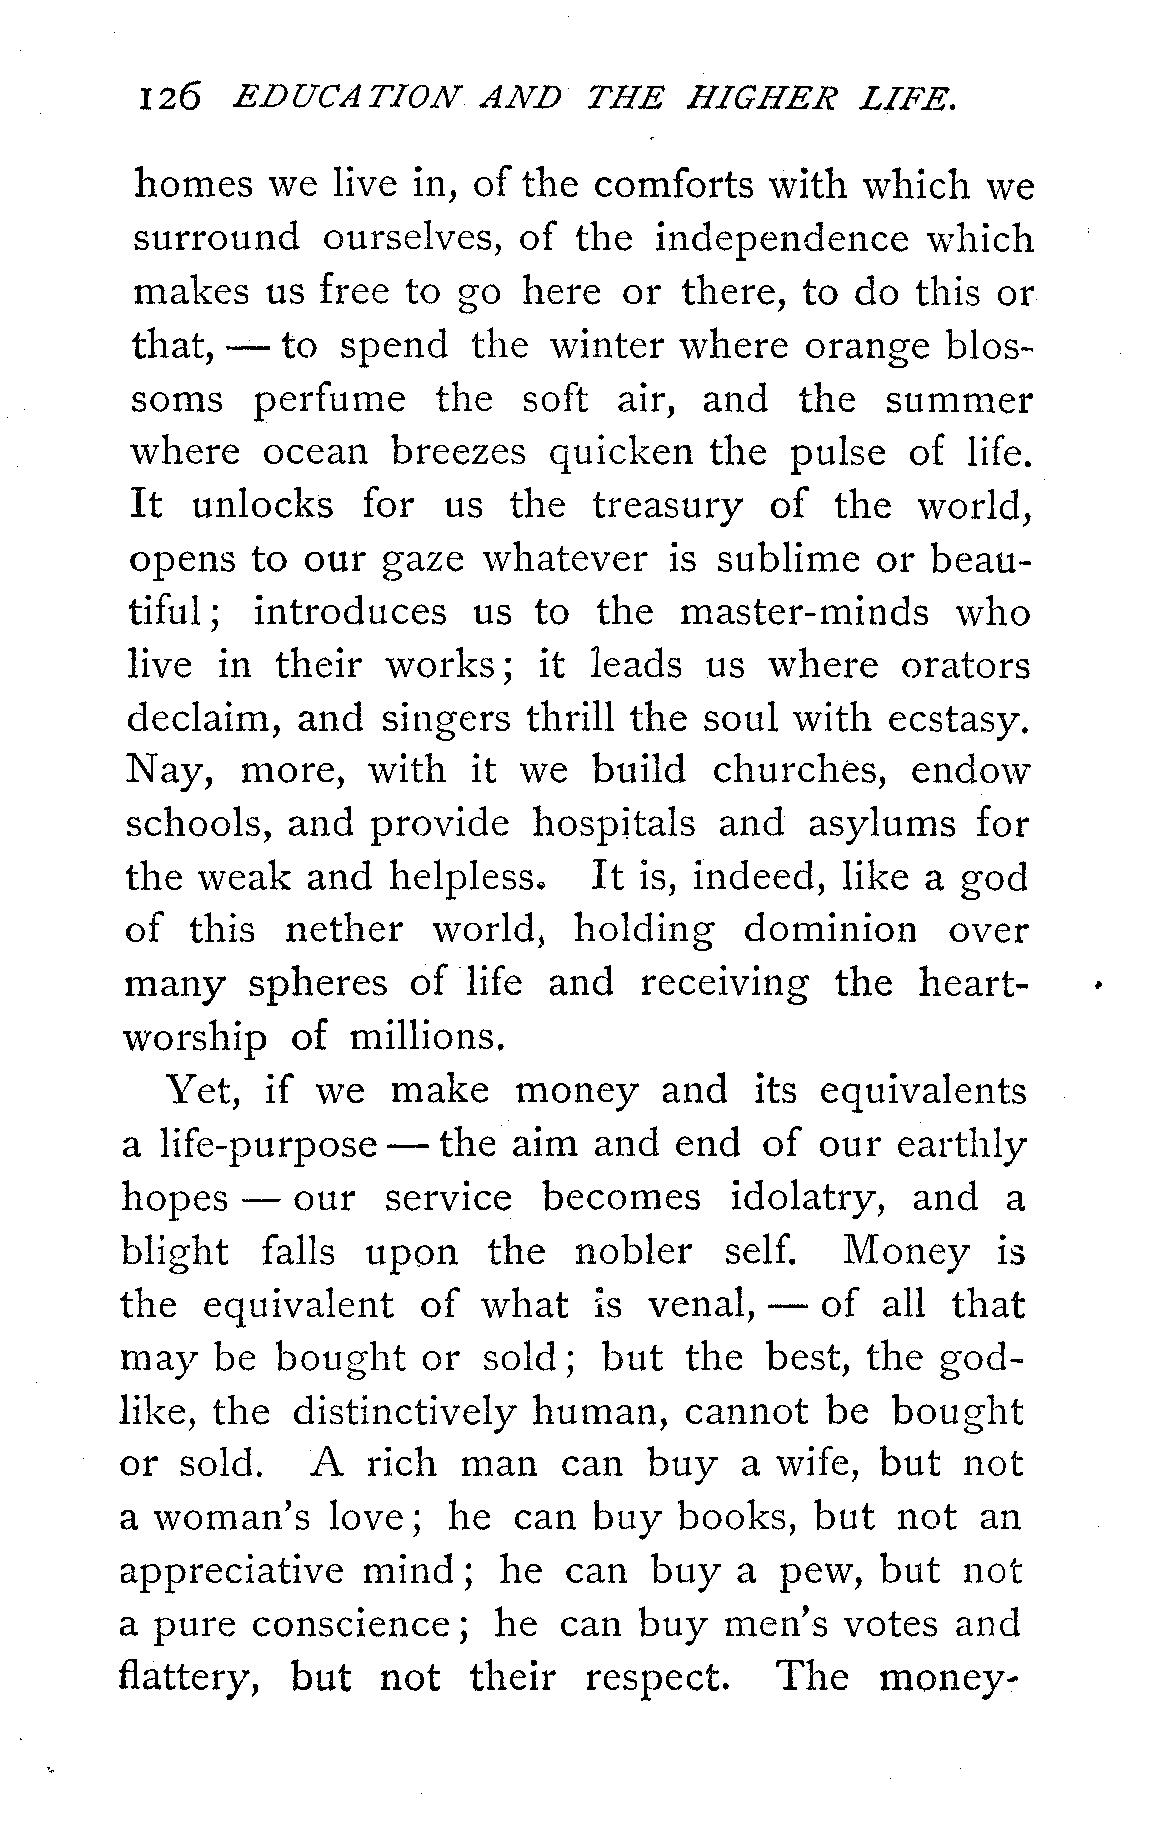 126 EDUCATION AND THE HIGHER LIFE.
homes we live in, of the comforts with which we
surround ourselves, of the independence which
makes us free to go here or there, to do this or
that, — to spend the winter where orange blos-
soms perfume the soft air, and the summer
where ocean breezes quicken the pulse of life.
It unlocks for us the treasury of the world,
opens to our gaze whatever is sublime or beau-
tiful; introduces us to the master-minds who
live in their works; it leads us where orators
declaim, and singers thrill the soul with ecstasy.
Nay, more, with it we build churches, endow
schools, and provide hospitals and asylums for
the weak and helpless. It is, indeed, like a god
of this nether world, holding dominion over
many spheres of life and receiving the heart-
worship of millions.
Yet, if we make money and its equivalents
a life-purpose — the aim and end of our earthly
hopes — our service becomes idolatry, and a
blight falls upon the nobler self. Money is
the equivalent of what is venal, — of all that
may be bought or sold; but the best, the god-
like, the distinctively human, cannot be bought
or sold. A rich man can buy a wife, but not
a woman's love; he can buy books, but not an
appreciative mind; he can buy a pew, but not
a pure conscience; he can buy men's votes and
flattery, but not their respect. The money-